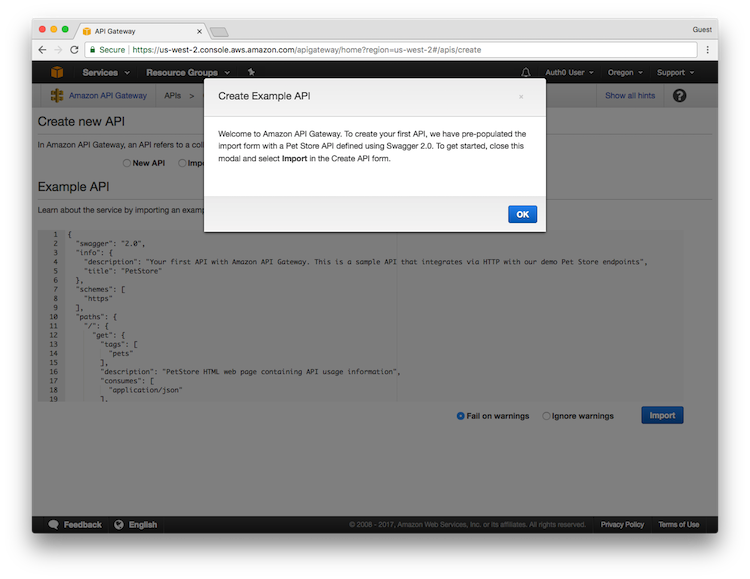 API Gateway
Guest
Secure https://us-west-2.console.aws.amazon.com/apigateway/home?region=us-west-2#/apis/create
Services Resource Groups Auth0 User Oregon Support
Amazon API Gateway APIs > Show all hints ?
Create Example API ×
Welcome to Amazon API Gateway. To create your first API, we have pre-populated the
import form with a Pet Store API defined using Swagger 2.0. To get started, close this
modal and select Import in the Create API form.
OK
Create new API
In Amazon API Gateway, an API refers to a
New API
Example API
Learn about the service by importing an
1 {
2 "swagger": "2.0",
3 "info": {
4 "description": "Your first API with Amazon API Gateway. This is a sample API that integrates via HTTP with our demo Pet Store endpoints",
5 "title": "PetStore"
6 },
7 "schemes": [
8 "https"
9 ],
10 "paths": {
11 "/": {
12 "get": {
13 "tags": [
14 "pets"
15 ],
16 "description": "PetStore HTML web page containing API usage information",
17 "consumes": [
18 "application/json"
19 ],
Fail on warnings Ignore warnings Import
Feedback English © 2008 - 2017, Amazon Web Services, Inc. or its affiliates. All rights reserved. Privacy Policy Terms of Use